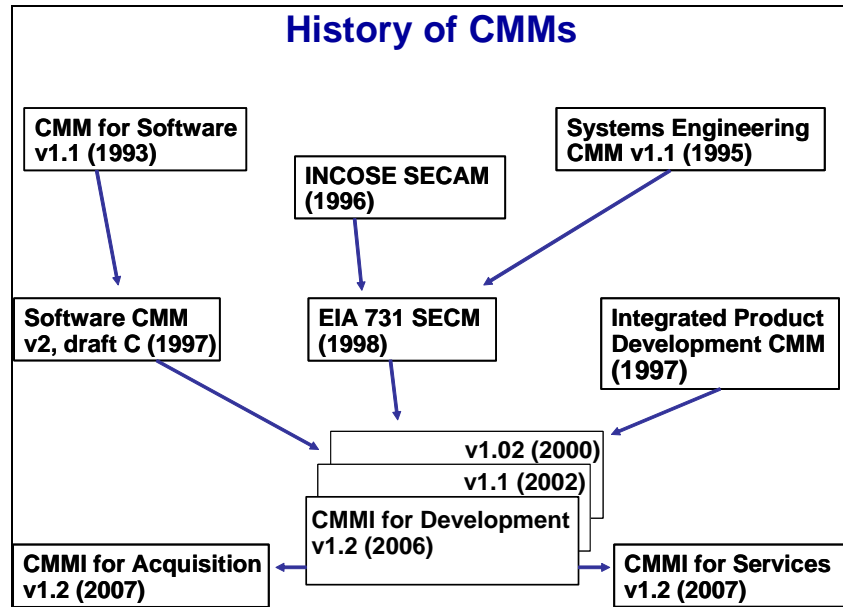 History of CMMs
CMM for Software
v1.1 (1993)
Systems Engineering
CMM v1.1 (1995)
INCOSE SECAM
(1996)
Software CMM
v2, draft C (1997)
EIA 731 SECM
(1998)
Integrated Product
Development CMM
(1997)
v1.02 (2000)
v1.1 (2002)
CMMI for Development
v1.2 (2006)
CMMI for Acquisition
v1.2 (2007)
CMMI for Services
v1.2 (2007)